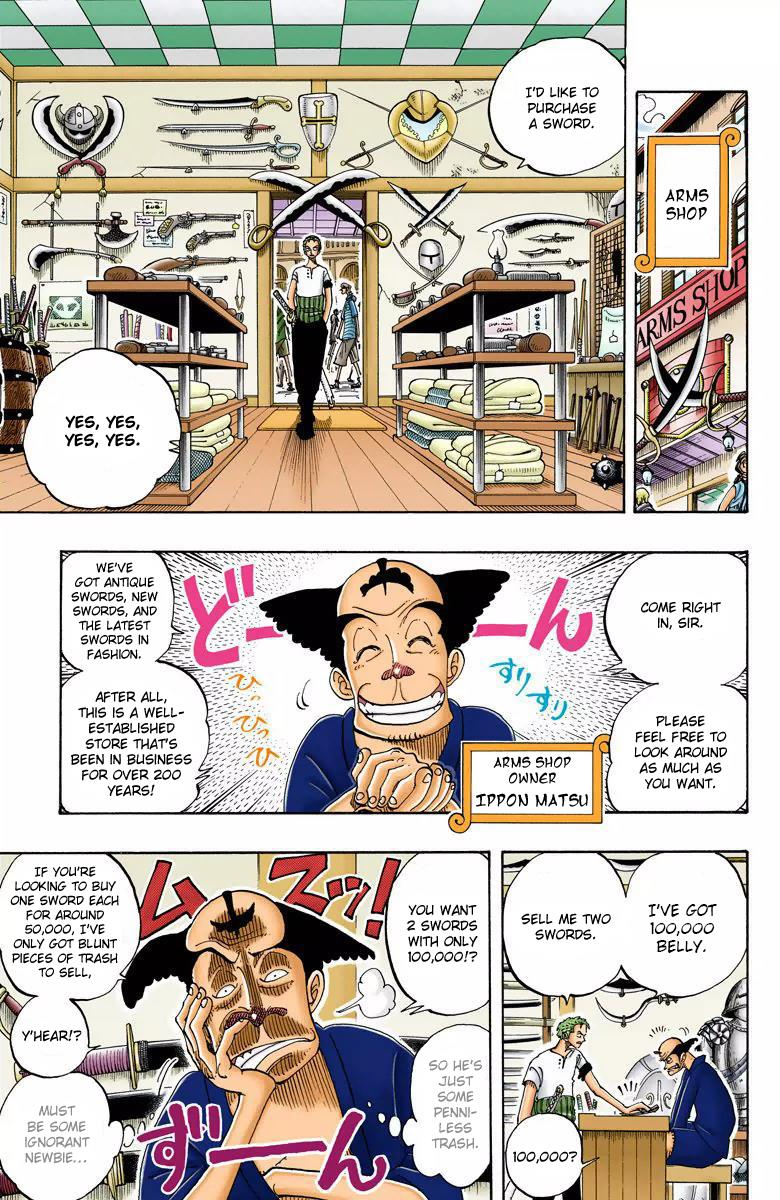 ARMS
SHOP
ARMS SHOP
I'D LIKE TO
PURCHASE
A SWORD.
YES, YES,
YES, YES.
COME RIGHT
IN, SIR.
PLEASE
FEEL FREE TO
LOOK AROUND
AS MUCH AS
YOU WANT.
どーーん
すりすり
ひっひっひ
ARMS SHOP
OWNER
IPPON MATSU
WE'VE
GOT ANTIQUE
SWORDS, NEW
SWORDS, AND
THE LATEST
SWORDS IN
FASHION.
AFTER ALL,
THIS IS A WELL-
ESTABLISHED
STORE THAT'S
BEEN IN BUSINESS
FOR OVER 200
YEARS!
I'VE GOT
100,000
BELLY.
SELL ME TWO
SWORDS.
100,000?
YOU WANT
2 SWORDS
WITH ONLY
100,000!?
ムスッ!
SO HE'S
JUST
SOME
PENNI-
LESS
TRASH.
IF YOU'RE
LOOKING TO BUY
ONE SWORD EACH
FOR AROUND
50,000, I'VE
ONLY GOT BLUNT
PIECES OF TRASH
TO SELL,
Y'HEAR!?
MUST
BE SOME
IGNORANT
NEWBIE...
ずーん